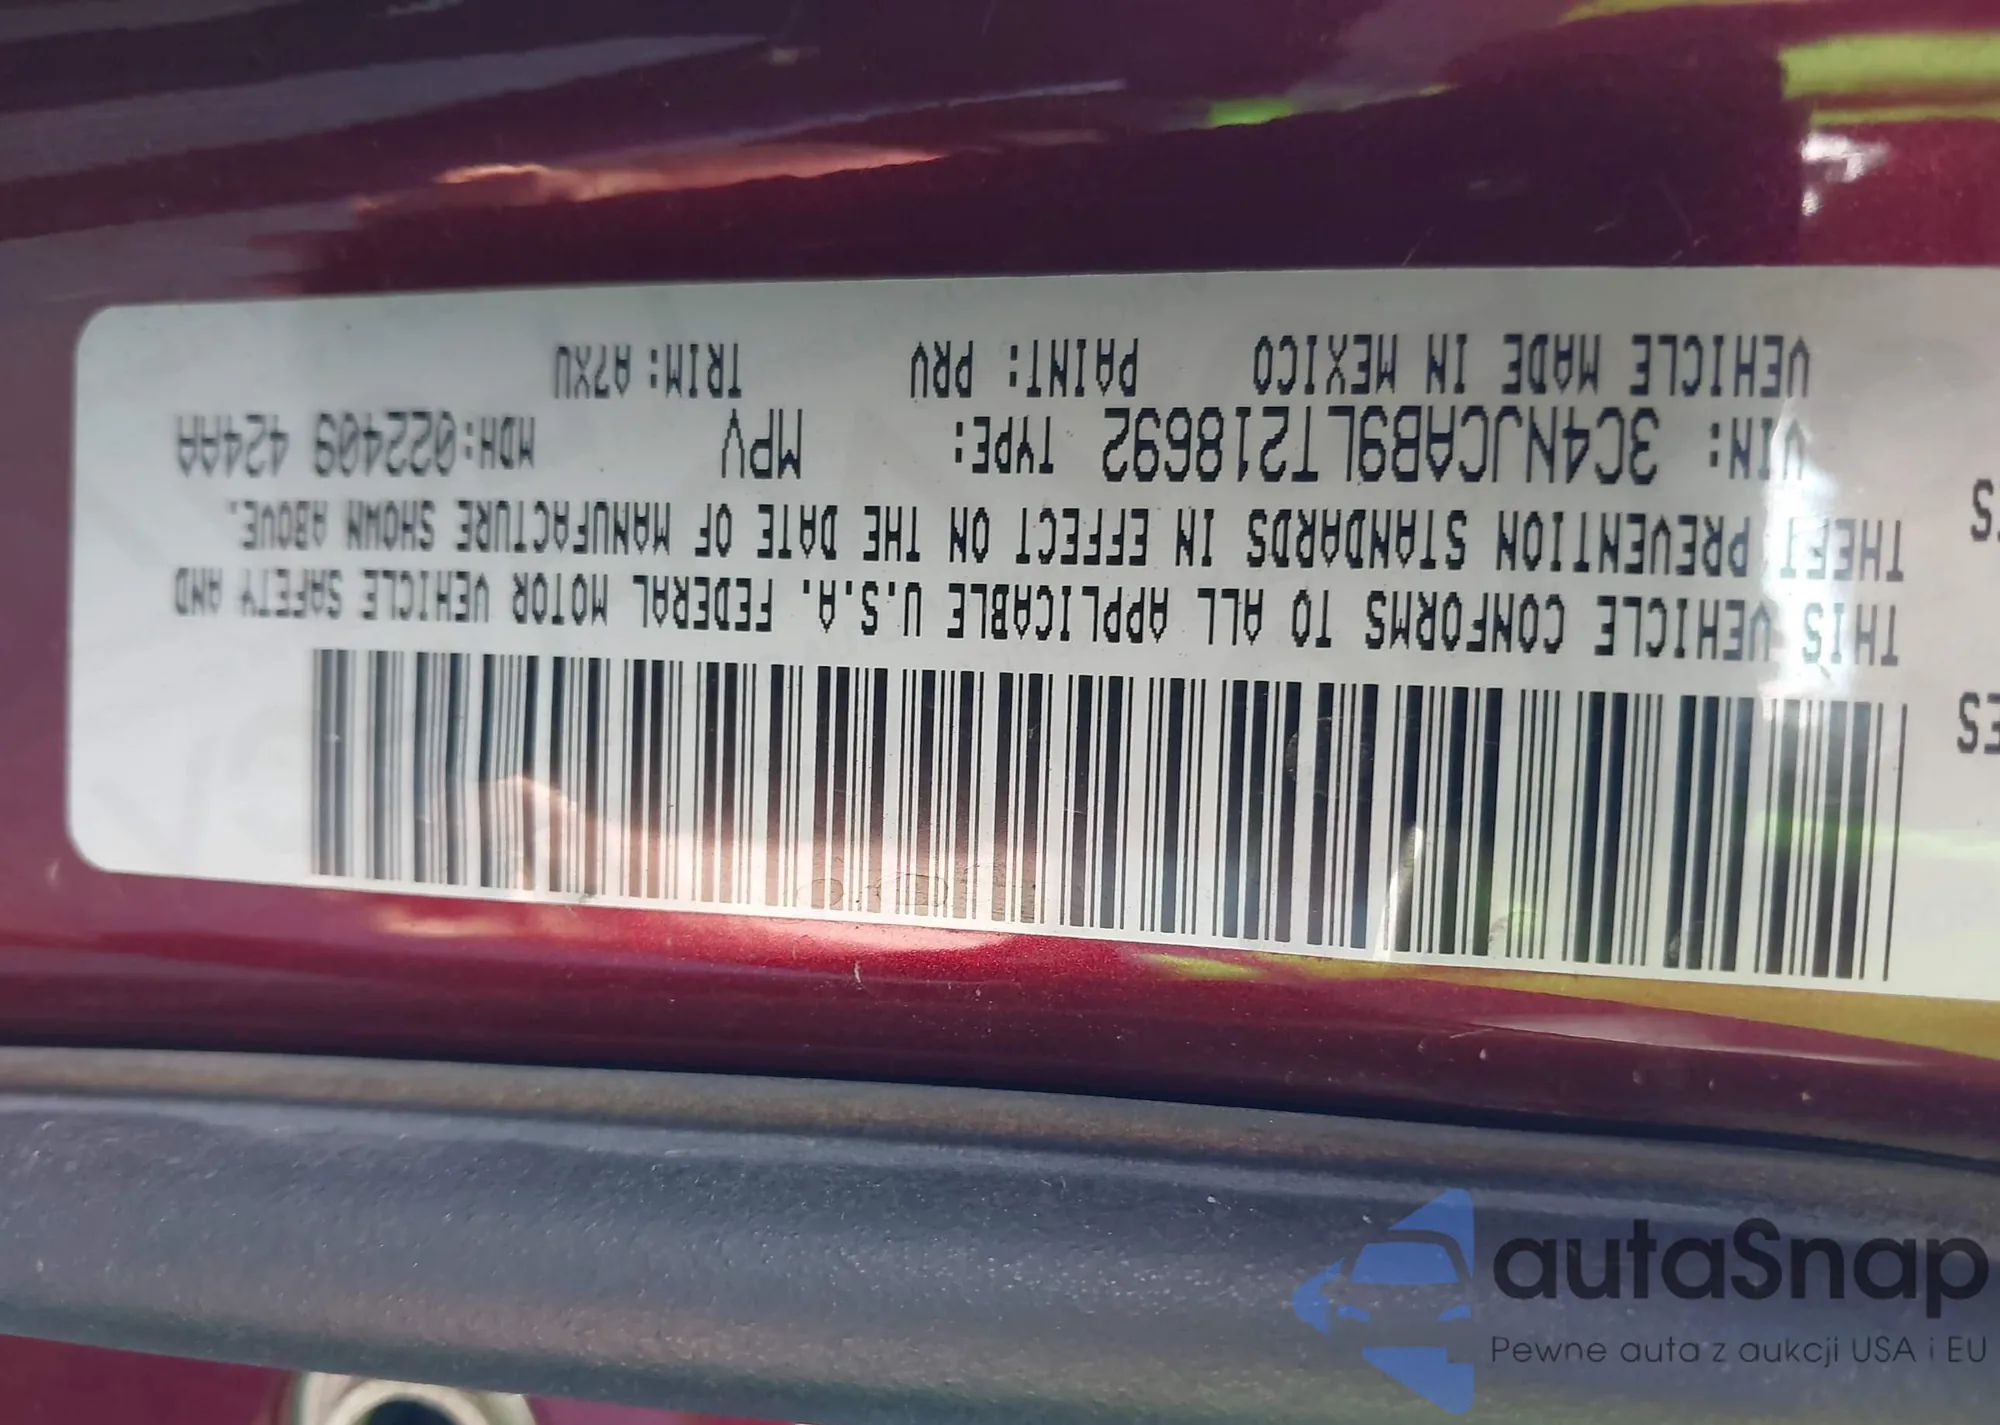 THIS VEHICLE CONFORMS TO ALL APPLICABLE U.S.A. FEDERAL MOTOR VEHICLE SAFETY AND
THEFT PREVENTION STANDARDS IN EFFECT ON THE DATE OF MANUFACTURE SHOWN ABOVE.
VIN: 3C4NJCAB9LT218692 TYPE: MPV MDH:022409 424AA
VEHICLE MADE IN MEXICO PAINT: PRV TRIM: A7XV
autaSnap
Pewne auta z aukcji USA i EU